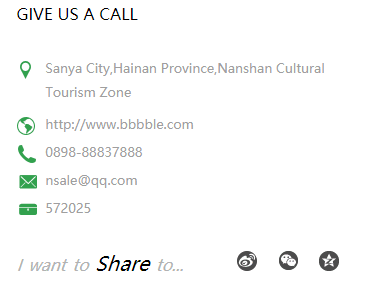 GIVE US A CALL
Sanya City,Hainan Province,Nanshan Cultural
Tourism Zone
http://www.bbbble.com
0898-88837888
nsale@qq.com
572025
I want to Share to...